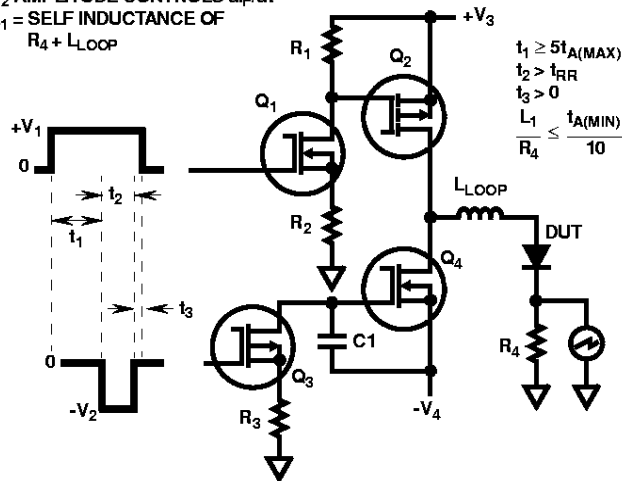 AMPLITUDE CONTROLS
1 = SELF INDUCTANCE OF
R4 + LLOOP
+V3
R1
Q2
t1 ≥ 5tA(MAX)
t2 > tRR
t3 > 0
L1
R4
≤
tA(MIN)
10
Q1
+V1
0
t2
t1
R2
LLOOP
DUT
Q4
t3
0
C1
R4
Q3
-V2
R3
-V4